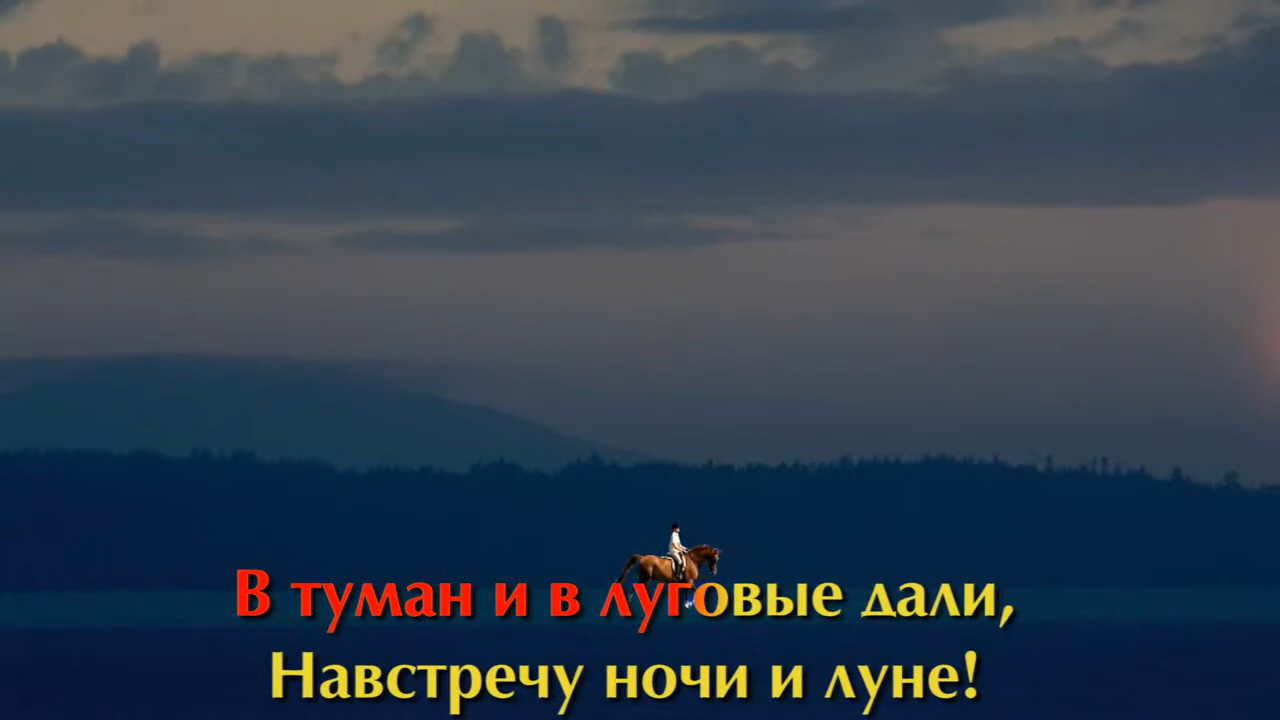 В туман и в луговые дали,
Навстречу ночи и луне!